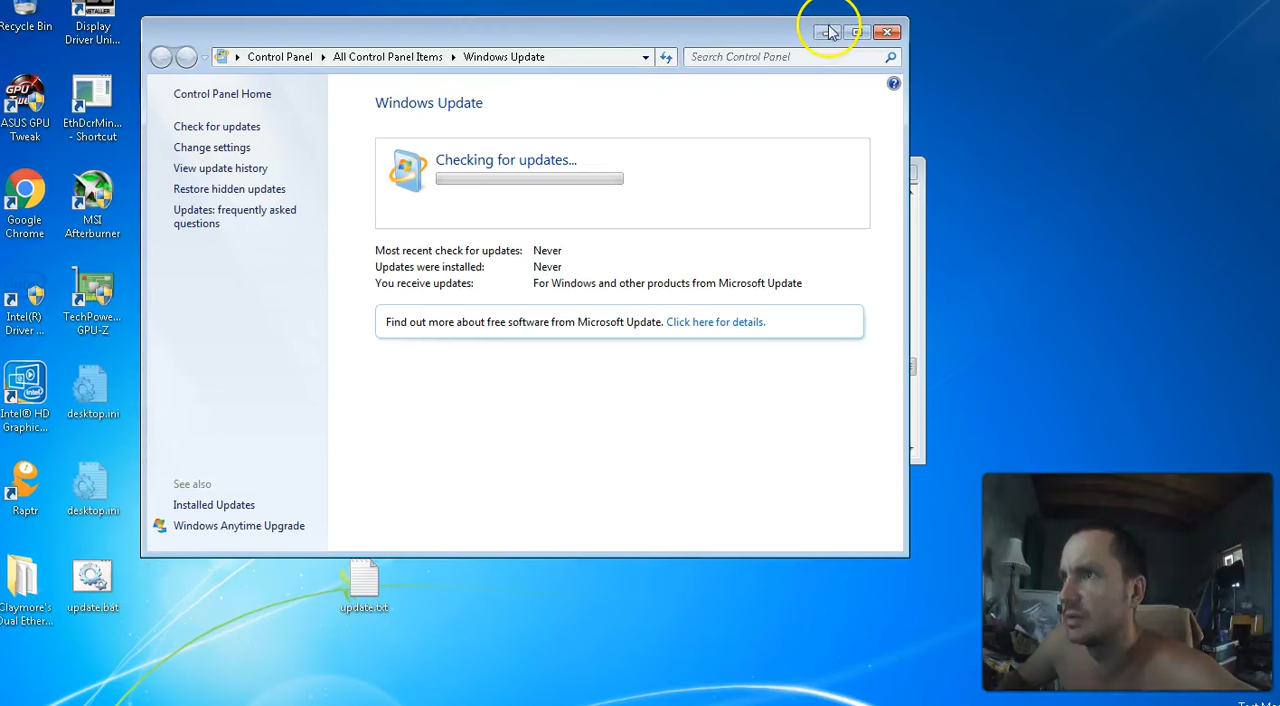 Recycle Bin
Display
Driver Uni...
ASUS GPU
Tweak
EthDcrMin...
- Shortcut
Google
Chrome
MSI
Afterburner
Intel(R)
Driver ...
TechPowe...
GPU-Z
Intel® HD
Graphic...
desktop.ini
Raptr
desktop.ini
Claymore's
Dual Ether...
update.bat
update.txt
Control Panel
All Control Panel Items
Windows Update
Search Control Panel
Control Panel Home
Check for updates
Change settings
View update history
Restore hidden updates
Updates: frequently asked
questions
See also
Installed Updates
Windows Anytime Upgrade
Windows Update
Checking for updates...
Most recent check for updates: Never
Updates were installed: Never
You receive updates: For Windows and other products from Microsoft Update
Find out more about free software from Microsoft Update. Click here for details.